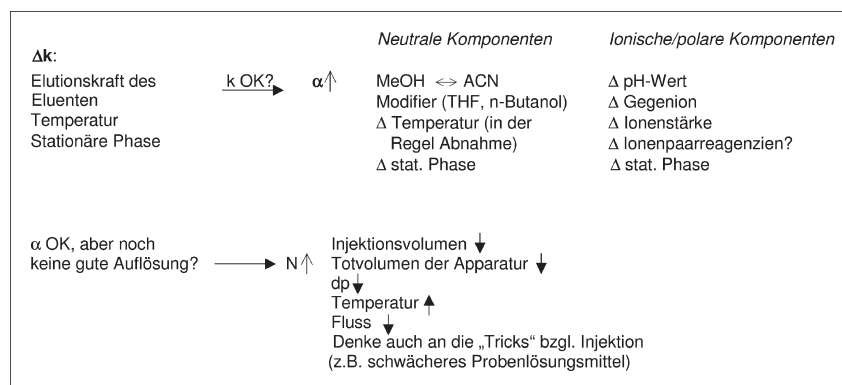 Neutrale Komponenten Ionische/polare Komponenten
Δk:
Elutionskraft des k OK? α↑ MeOH ↔ ACN Δ pH-Wert
Eluenten Modifier (THF, n-Butanol) Δ Gegenion
Temperatur Δ Temperatur (in der Δ Ionenstärke
Stationäre Phase Regel Abnahme) Δ Ionenpaarreagenzien?
Δ stat. Phase Δ stat. Phase
α OK, aber noch Injektionsvolumen ↓
keine gute Auflösung? → N↑ Totvolumen der Apparatur ↓
dp↓
Temperatur ↑
Fluss ↓
Denke auch an die „Tricks“ bzgl. Injektion
(z.B. schwächeres Probenlösungsmittel)